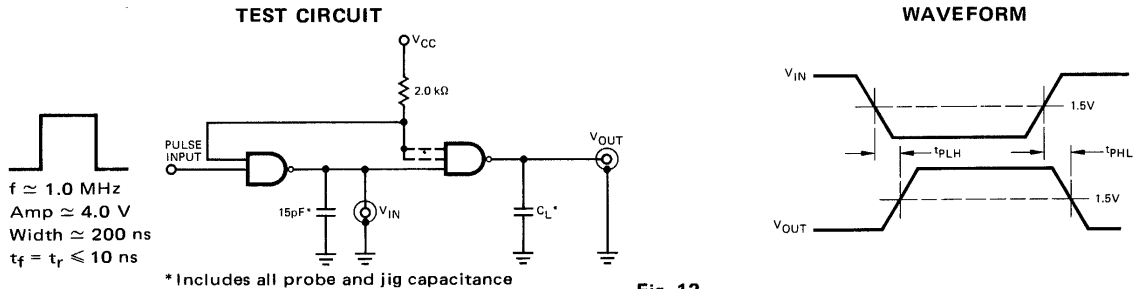 TEST CIRCUIT
WAVEFORM
VCC
2.0 kΩ
PULSE
INPUT
VOUT
15pF*
VIN
CL*
f ≃ 1.0 MHz
Amp ≃ 4.0 V
Width ≃ 200 ns
tf = tr ⩽ 10 ns
*Includes all probe and jig capacitance
VIN
1.5V
tPLH
tPHL
1.5V
VOUT